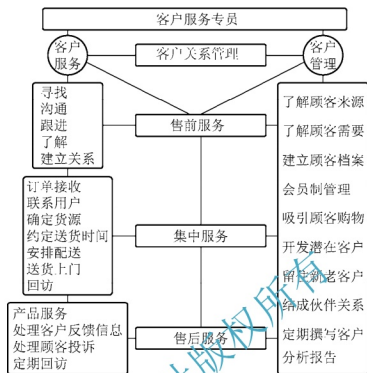 客户服务专员
客户
服务
客户关系管理
客户
管理
寻找
沟通
跟进
了解
建立关系
售前服务
订单接收
联系用户
确定货源
约定送货时间
安排配送
送货上门
回访
集中服务
产品服务
处理客户反馈信息
处理顾客投诉
定期回访
售后服务
了解顾客来源
了解顾客需要
建立顾客档案
会员制管理
吸引顾客购物
开发潜在客户
留住新老客户
结成伙伴关系
定期撰写客户
分析报告
版权所有